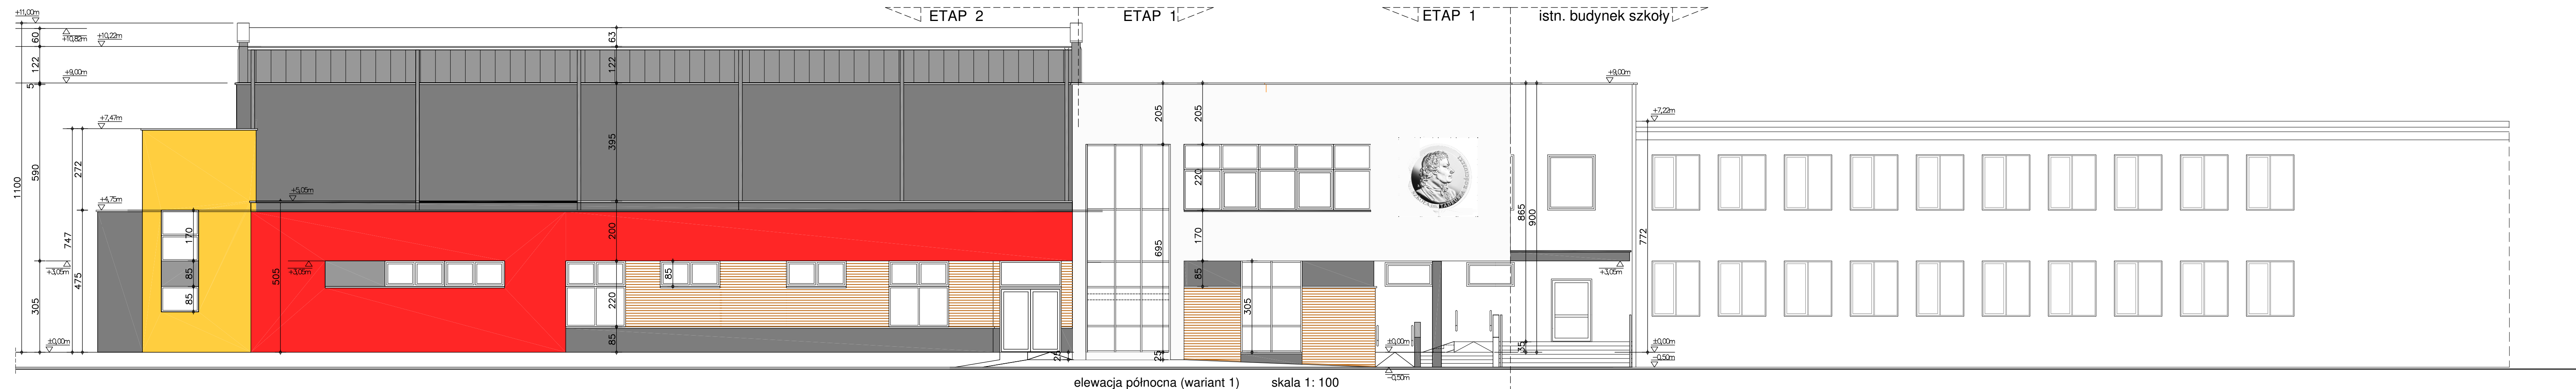 ETAP 2
ETAP 1
ETAP 1
istn. budynek szkoły
+11,00m
+10,82m
+10,22m
+9,00m
+7,47m
+4,75m
+3,05m
±0,00m
60
122
5
590
305
1100
747
272
475
170
85
85
+5,05m
+3,05m
505
63
122
395
200
220
85
85
25
205
695
25
205
220
170
85
305
+9,00m
865
900
35
+3,05m
±0,00m
-0,50m
+7,22m
772
±0,00m
-0,50m
elewacja północna (wariant 1) skala 1: 100